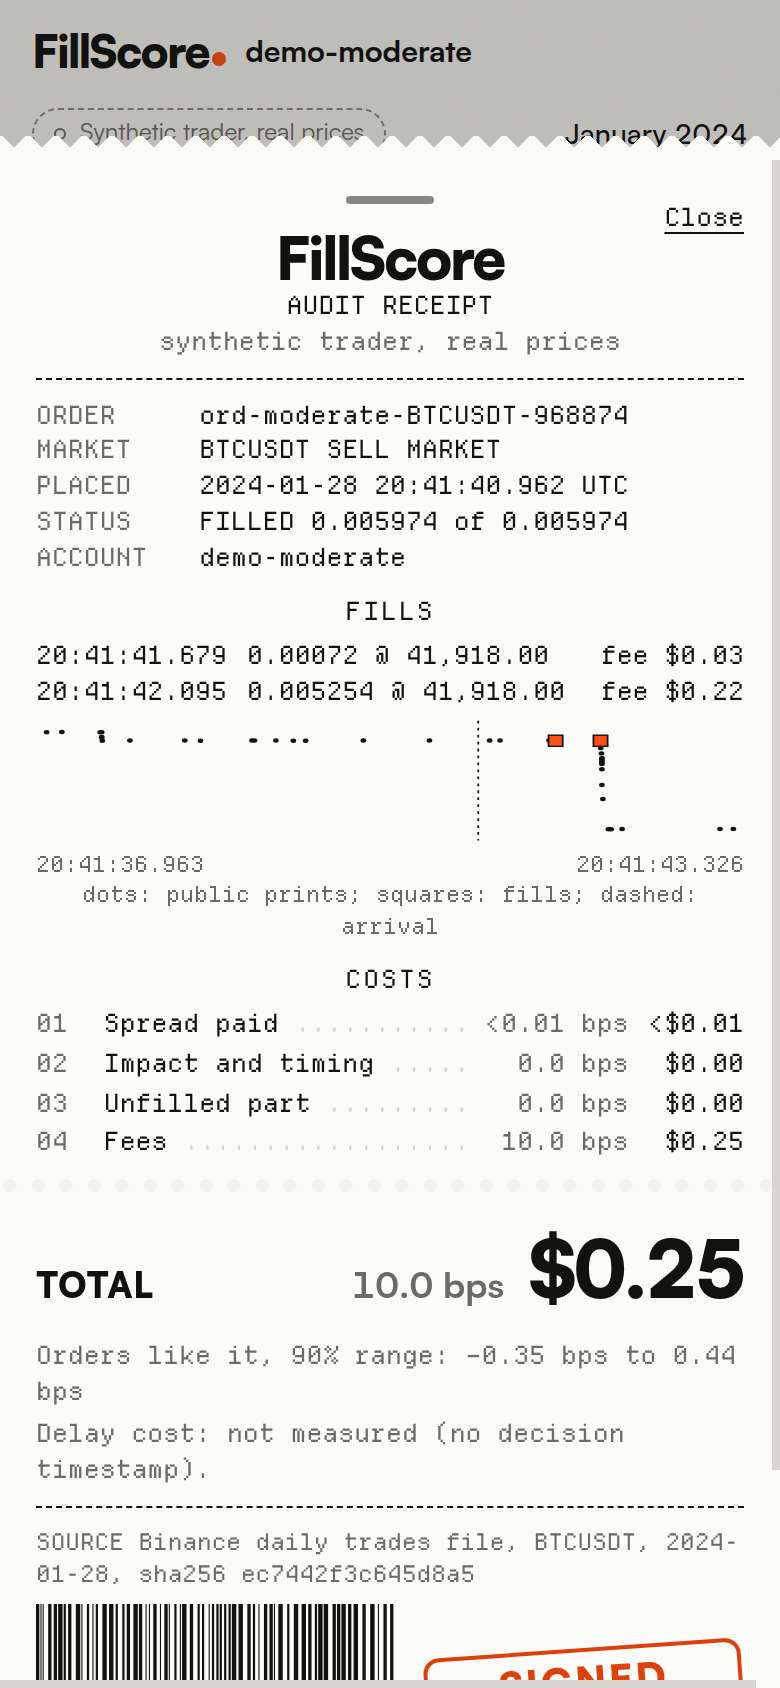 FillScore. demo-moderate
Synthetic trader, real prices January 2024
Close
FillScore
AUDIT RECEIPT
synthetic trader, real prices
ORDER ord-moderate-BTCUSDT-968874
MARKET BTCUSDT SELL MARKET
PLACED 2024-01-28 20:41:40.962 UTC
STATUS FILLED 0.005974 of 0.005974
ACCOUNT demo-moderate
FILLS
20:41:41.679 0.00072 @ 41,918.00 fee $0.03
20:41:42.095 0.005254 @ 41,918.00 fee $0.22
20:41:36.963 20:41:43.326
dots: public prints; squares: fills; dashed:
arrival
COSTS
01 Spread paid .......... <0.01 bps <$0.01
02 Impact and timing ..... 0.0 bps $0.00
03 Unfilled part ......... 0.0 bps $0.00
04 Fees .................. 10.0 bps $0.25
TOTAL 10.0 bps $0.25
Orders like it, 90% range: −0.35 bps to 0.44
bps
Delay cost: not measured (no decision
timestamp).
SOURCE Binance daily trades file, BTCUSDT, 2024-
01-28, sha256 ec7442f3c645d8a5
SIGNED